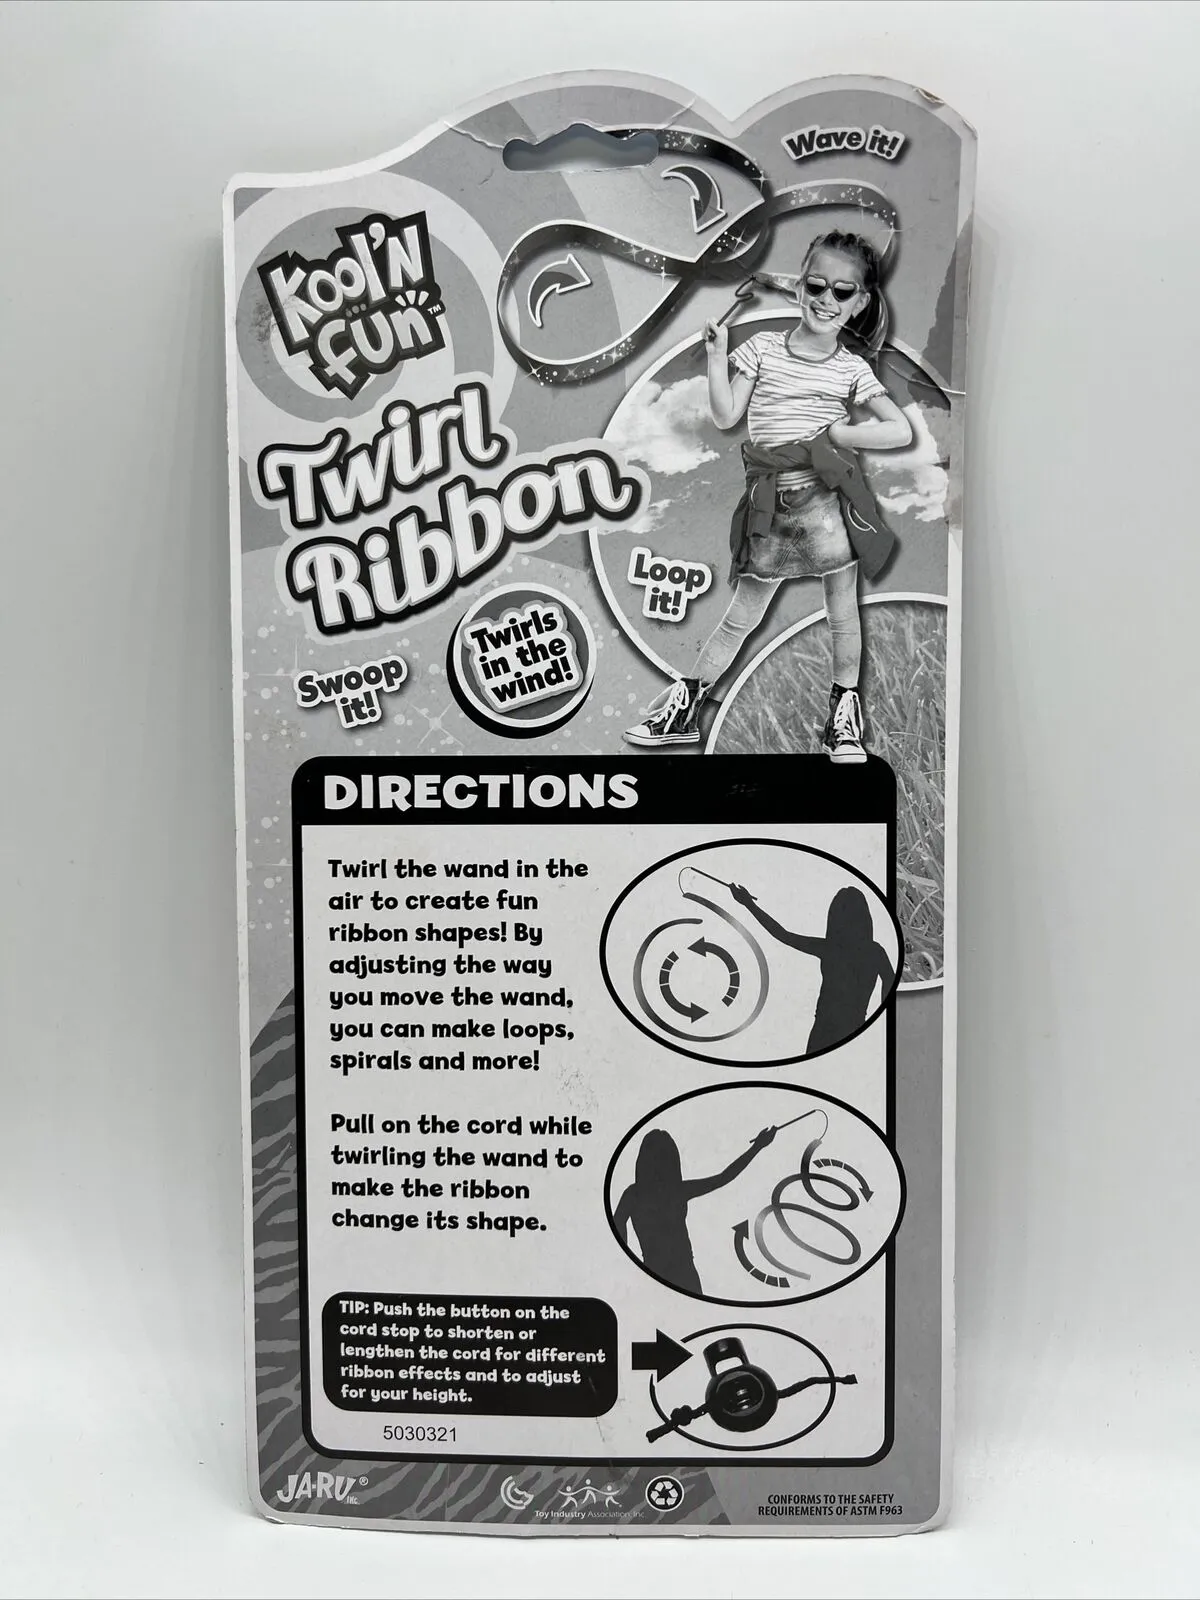 Wave it!
Kool'N
Fun™
Twirl
Ribbon
Loop
it!
Twirls
in the
wind!
Swoop
it!
DIRECTIONS
Twirl the wand in the
air to create fun
ribbon shapes! By
adjusting the way
you move the wand,
you can make loops,
spirals and more!
Pull on the cord while
twirling the wand to
make the ribbon
change its shape.
TIP: Push the button on the
cord stop to shorten or
lengthen the cord for different
ribbon effects and to adjust
for your height.
5030321
JA-RU® INC.
Toy Industry Association, Inc
CONFORMS TO THE SAFETY
REQUIREMENTS OF ASTM F963